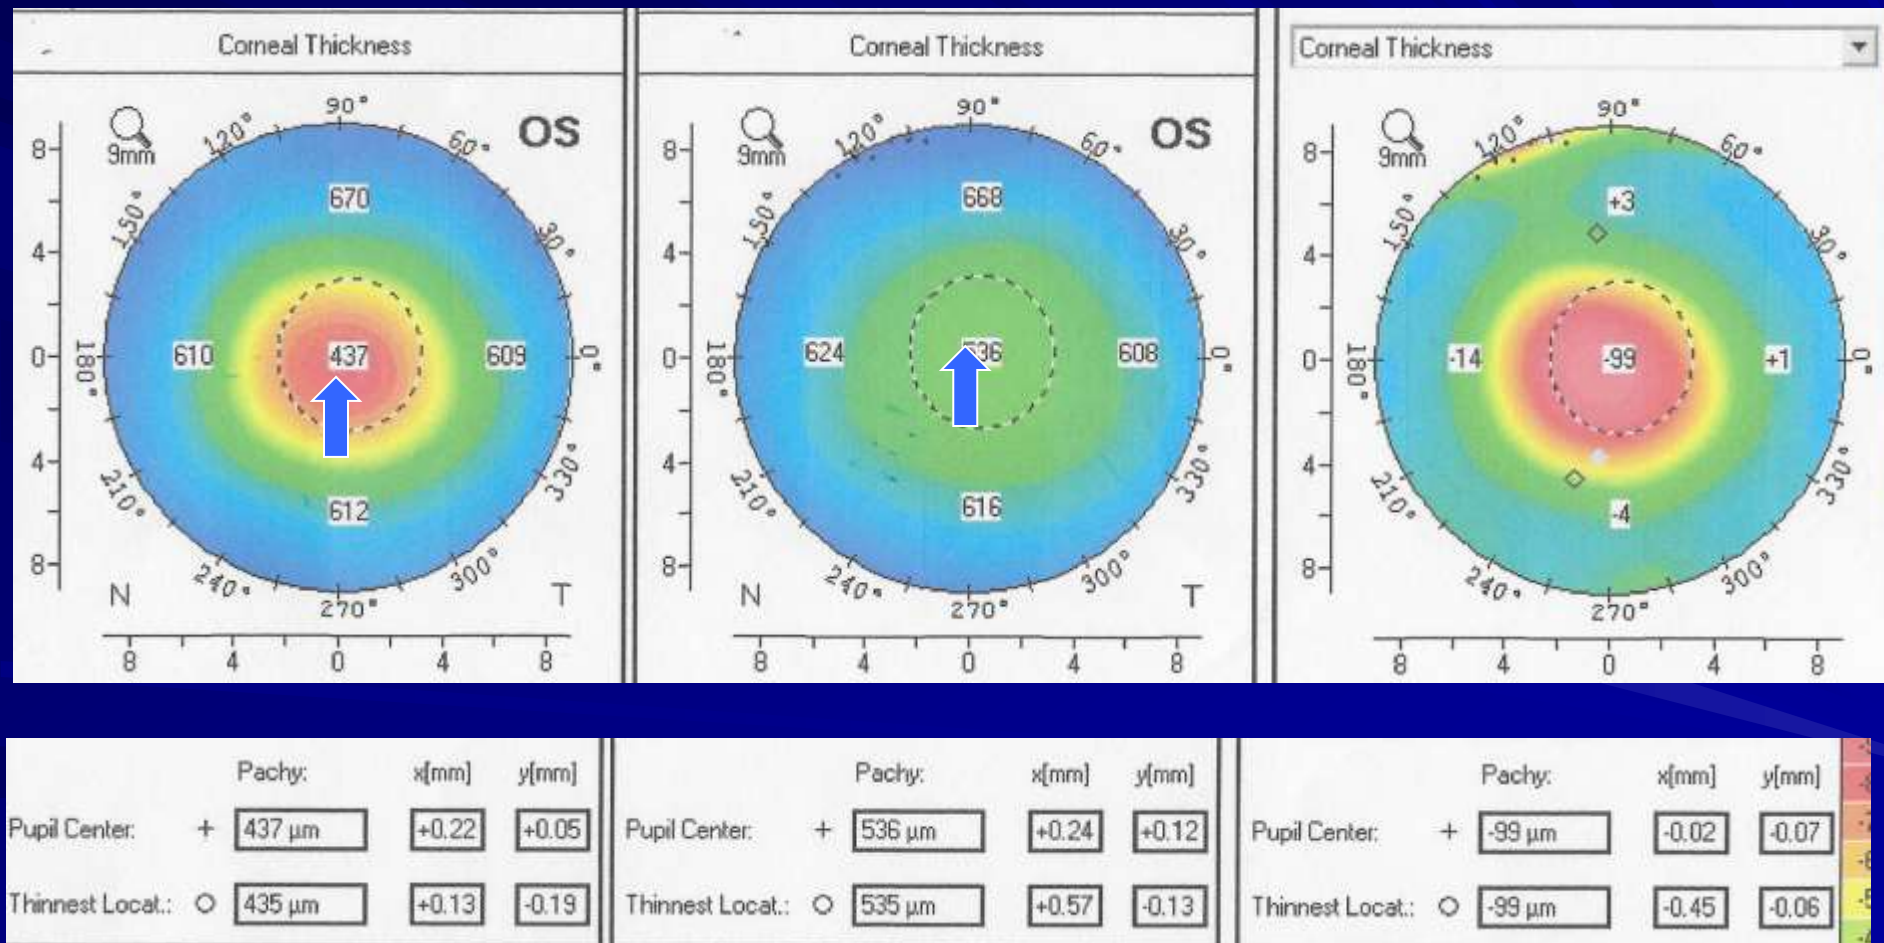 Corneal Thickness
9mm
OS
90°
120°
60°
150°
30°
180°
0°
210°
330°
240°
300°
270°
670
610
437
609
612
8
4
0
4
8
N
T
8 4 0 4 8
Corneal Thickness
9mm
OS
90°
120°
60°
150°
30°
180°
0°
210°
330°
240°
300°
270°
668
624
536
608
616
8
4
0
4
8
N
T
8 4 0 4 8
Corneal Thickness
9mm
90°
120°
60°
150°
30°
180°
0°
210°
330°
240°
300°
270°
+3
-14
-99
+1
-4
8
4
0
4
8
8 4 0 4 8
Pachy: x[mm] y[mm]
Pupil Center: + 437 µm +0.22 +0.05
Thinnest Locat.: O 435 µm +0.13 -0.19
Pachy: x[mm] y[mm]
Pupil Center: + 536 µm +0.24 +0.12
Thinnest Locat.: O 535 µm +0.57 -0.13
Pachy: x[mm] y[mm]
Pupil Center: + -99 µm -0.02 -0.07
Thinnest Locat.: O -99 µm -0.45 -0.06